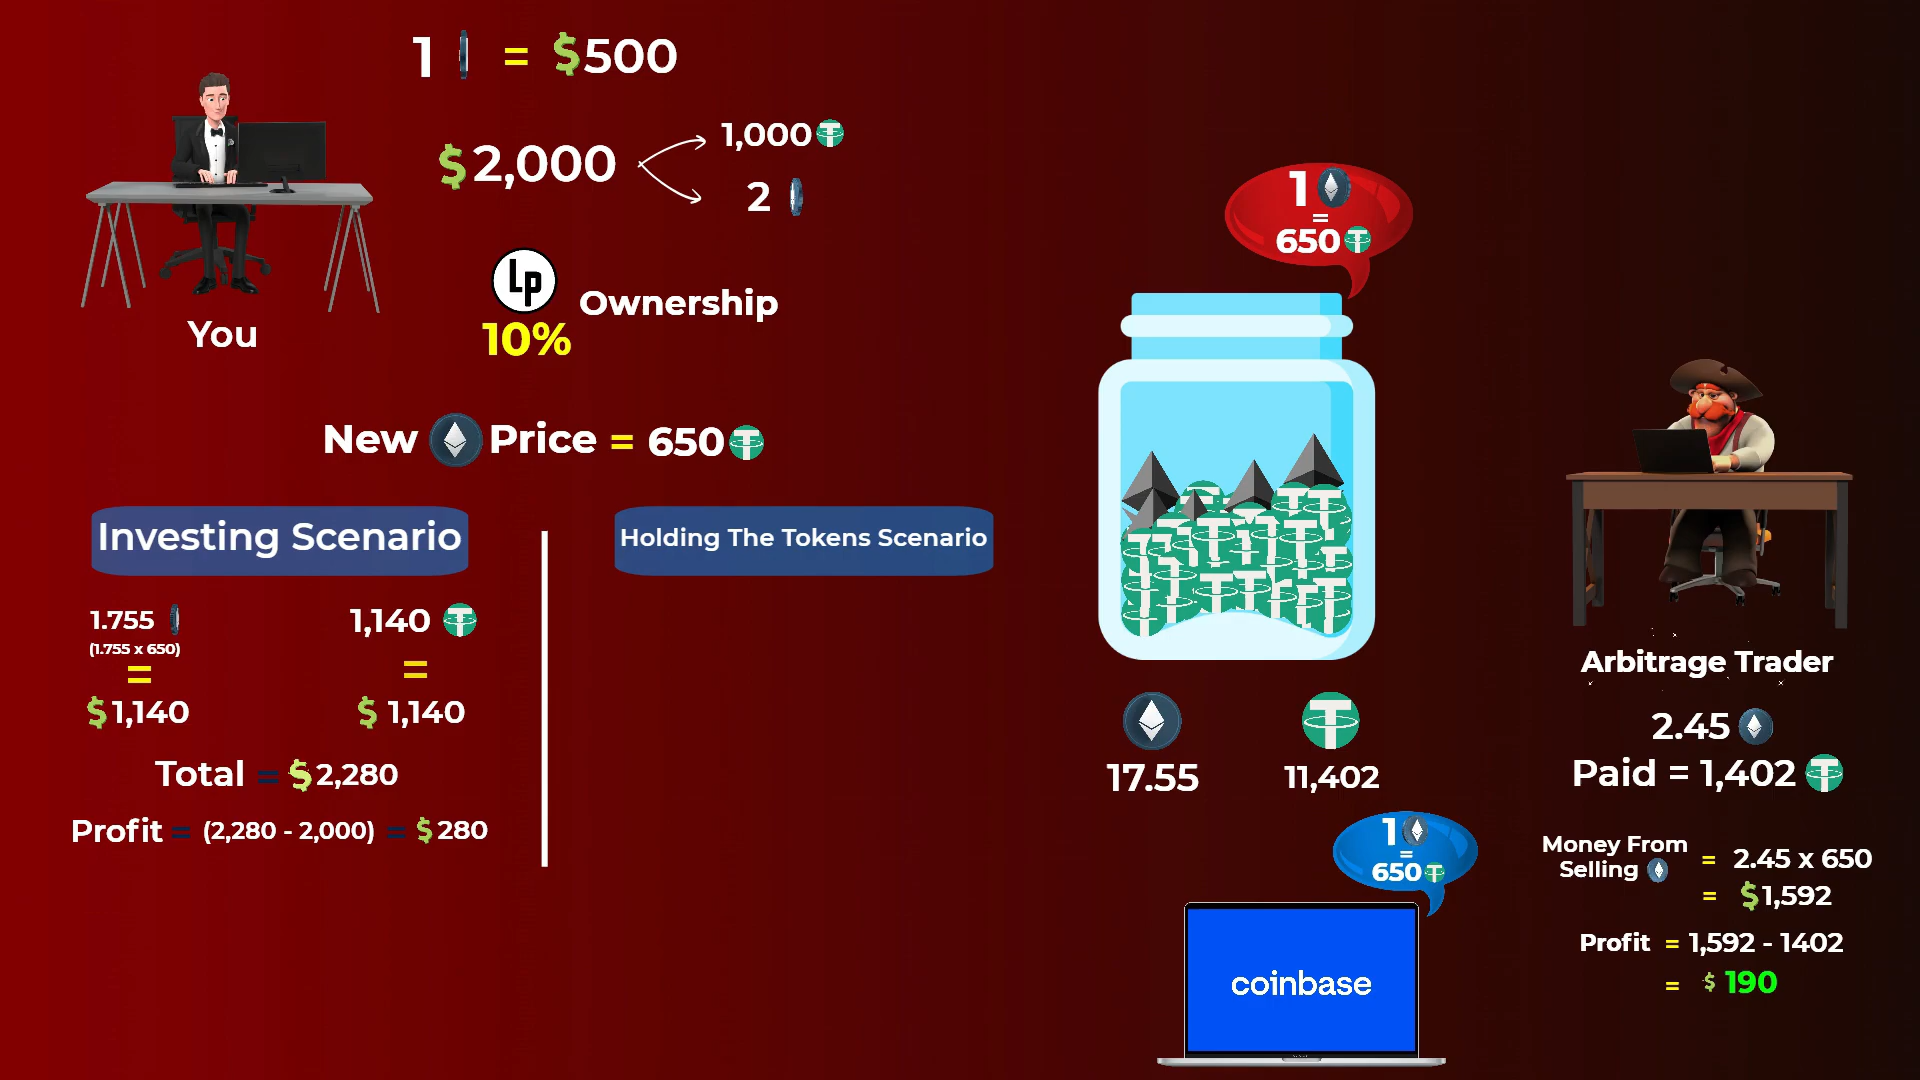 1 = $500
$2,000
1,000
2
Lp
10%
Ownership
You
New Price = 650
Investing Scenario
Holding The Tokens Scenario
1.755
(1.755 x 650)
=
$1,140
1,140
=
$ 1,140
Total = $2,280
Profit = (2,280 - 2,000) = $280
1
=
650
17.55
11,402
1
=
650
coinbase
Arbitrage Trader
2.45
Paid = 1,402
Money From
Selling
= 2.45 x 650
= $1,592
Profit = 1,592 - 1402
= $ 190